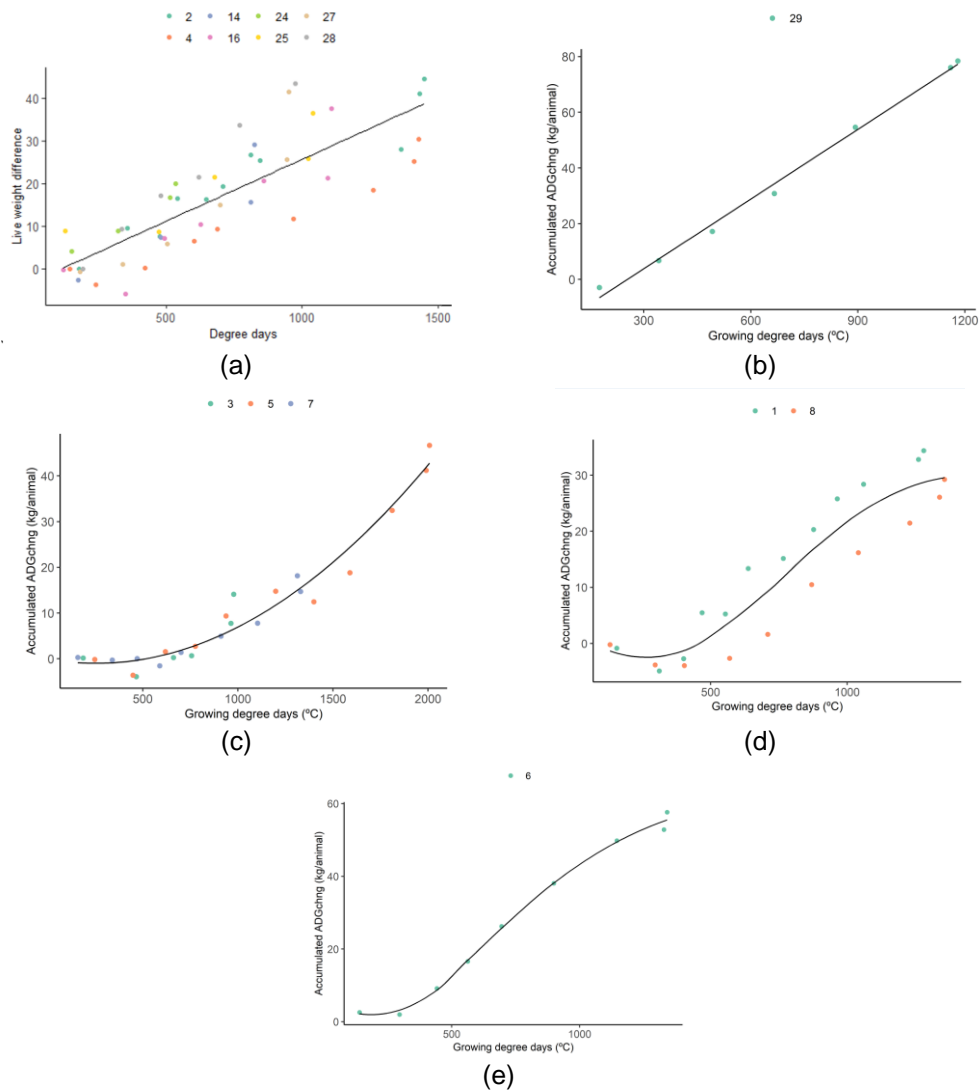 2 14 24 27
4 16 25 28
29
Live weight difference
40
30
20
10
0
500 1000 1500
Degree days
(a)
Accumulated ADGchng (kg/animal)
80
60
40
20
0
300 600 900 1200
Growing degree days (ºC)
(b)
3 5 7
Accumulated ADGchng (kg/animal)
40
30
20
10
0
500 1000 1500 2000
Growing degree days (ºC)
(c)
1 8
Accumulated ADGchng (kg/animal)
30
20
10
0
500 1000
Growing degree days (ºC)
(d)
6
Accumulated ADGchng (kg/animal)
60
40
20
0
500 1000
Growing degree days (ºC)
(e)